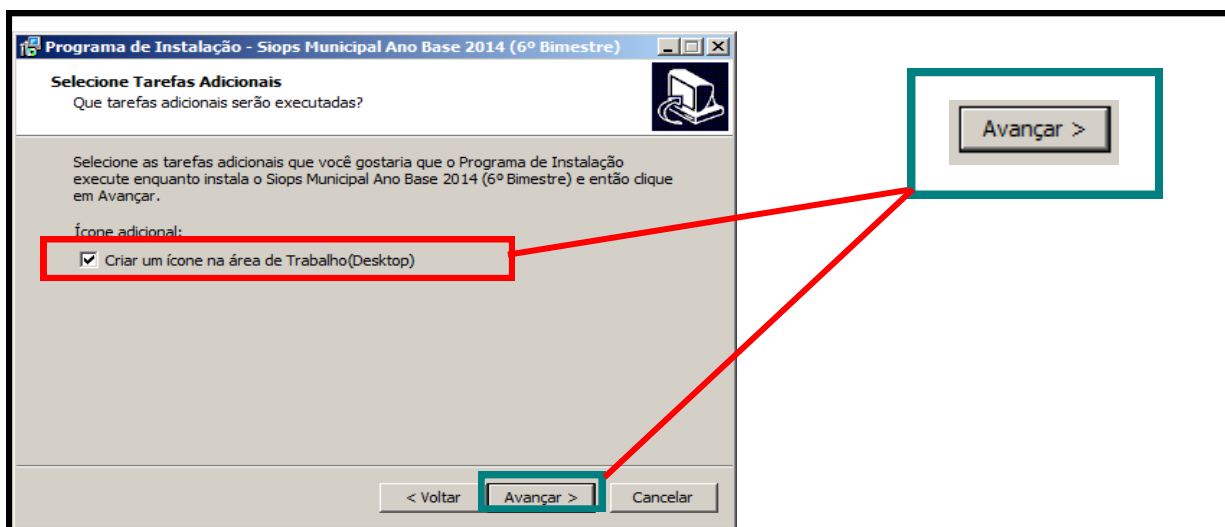 Programa de Instalação - Siops Municipal Ano Base 2014 (6º Bimestre)
Selecione Tarefas Adicionais
Que tarefas adicionais serão executadas?
Selecione as tarefas adicionais que você gostaria que o Programa de Instalação
execute enquanto instala o Siops Municipal Ano Base 2014 (6º Bimestre) e então clique
em Avançar.
Ícone adicional:
Criar um ícone na área de Trabalho(Desktop)
< Voltar
Avançar >
Cancelar
Avançar >